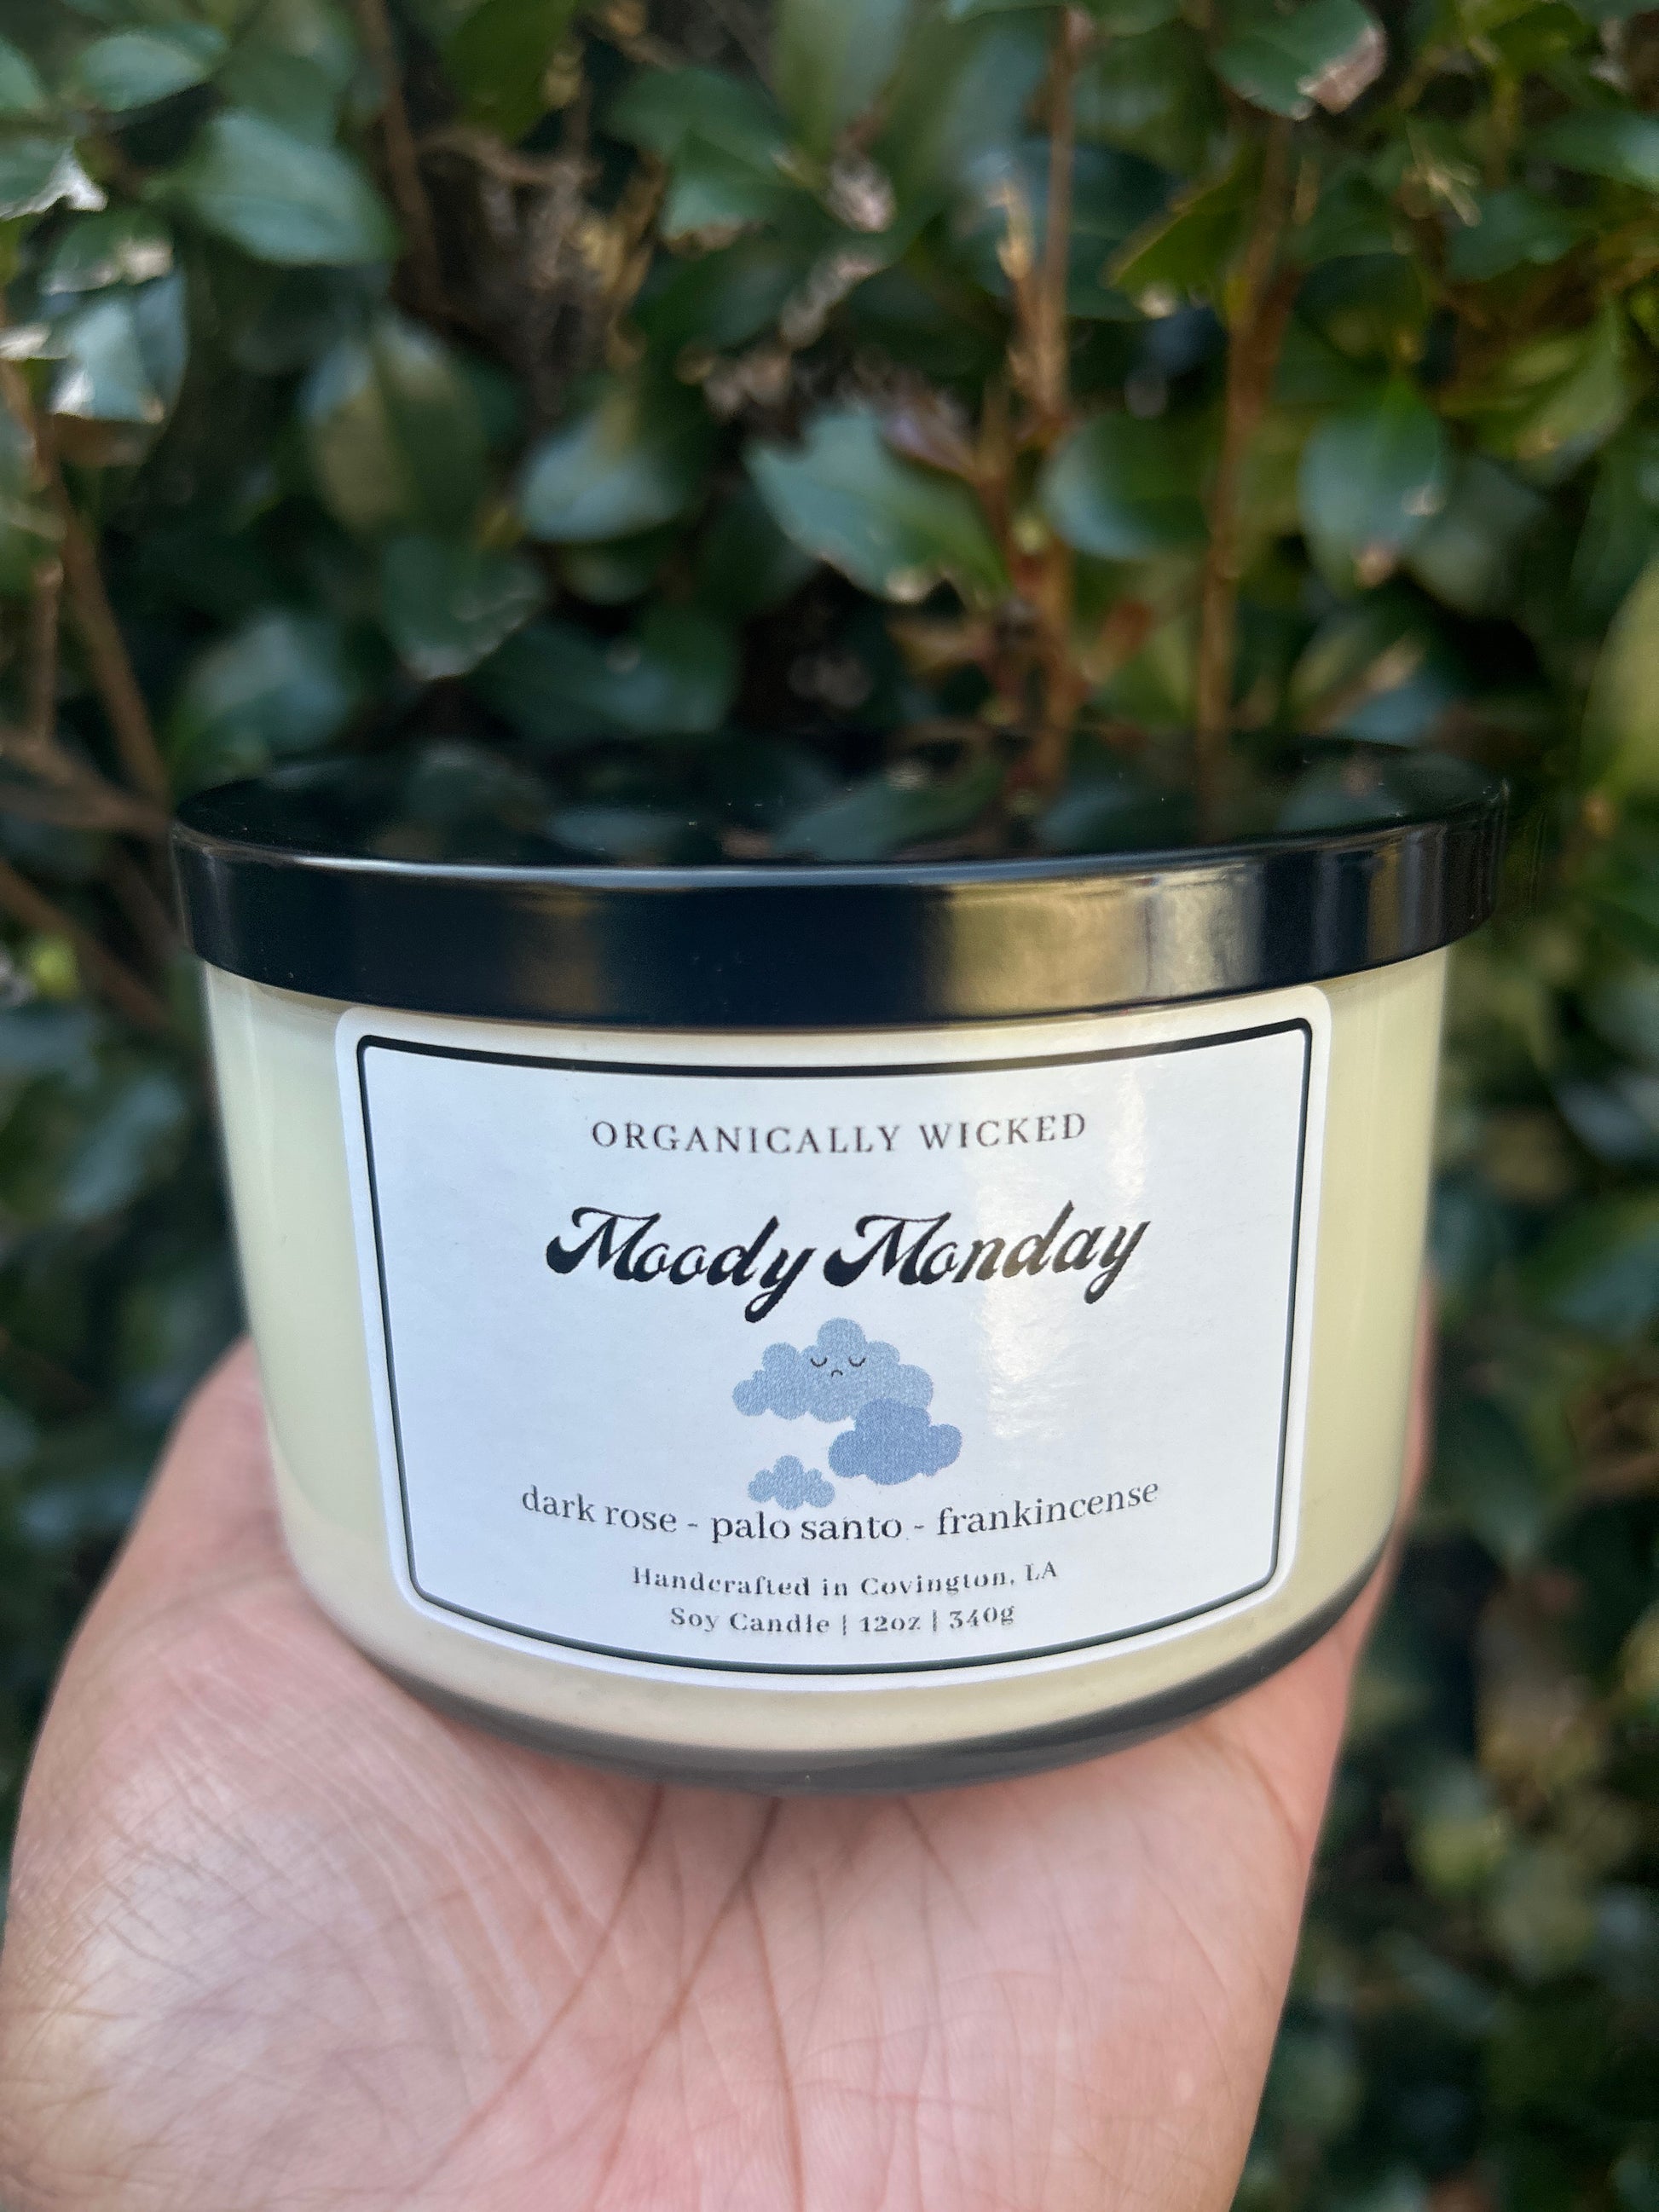 ORGANICALLY WICKED
Moody Monday
dark rose - palo santo - frankincense
Handcrafted in Covington, LA
Soy Candle | 12oz | 340g